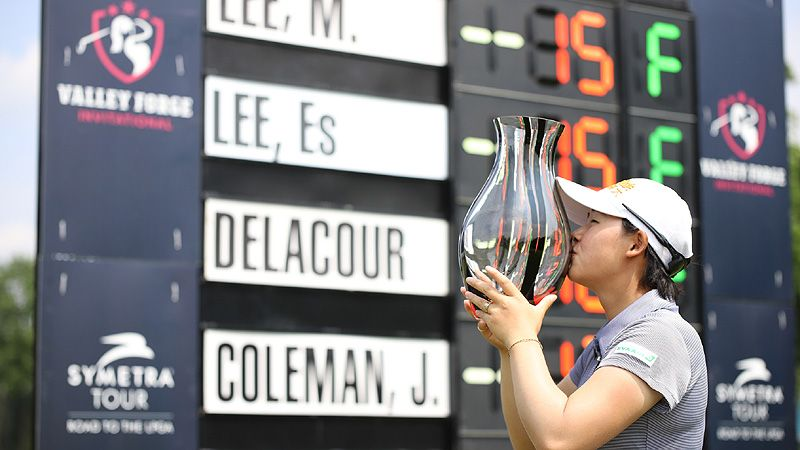 VALLEY FORGE
INVITATIONAL
SYMETRA
TOUR
ROAD TO THE LPGA
LEE, M.
LEE, Es
DELACOUR
COLEMAN, J.
15 F
15 F
VALLEY FORGE
INVITATIONAL
SYMETRA
TOUR
ROAD TO THE LPGA